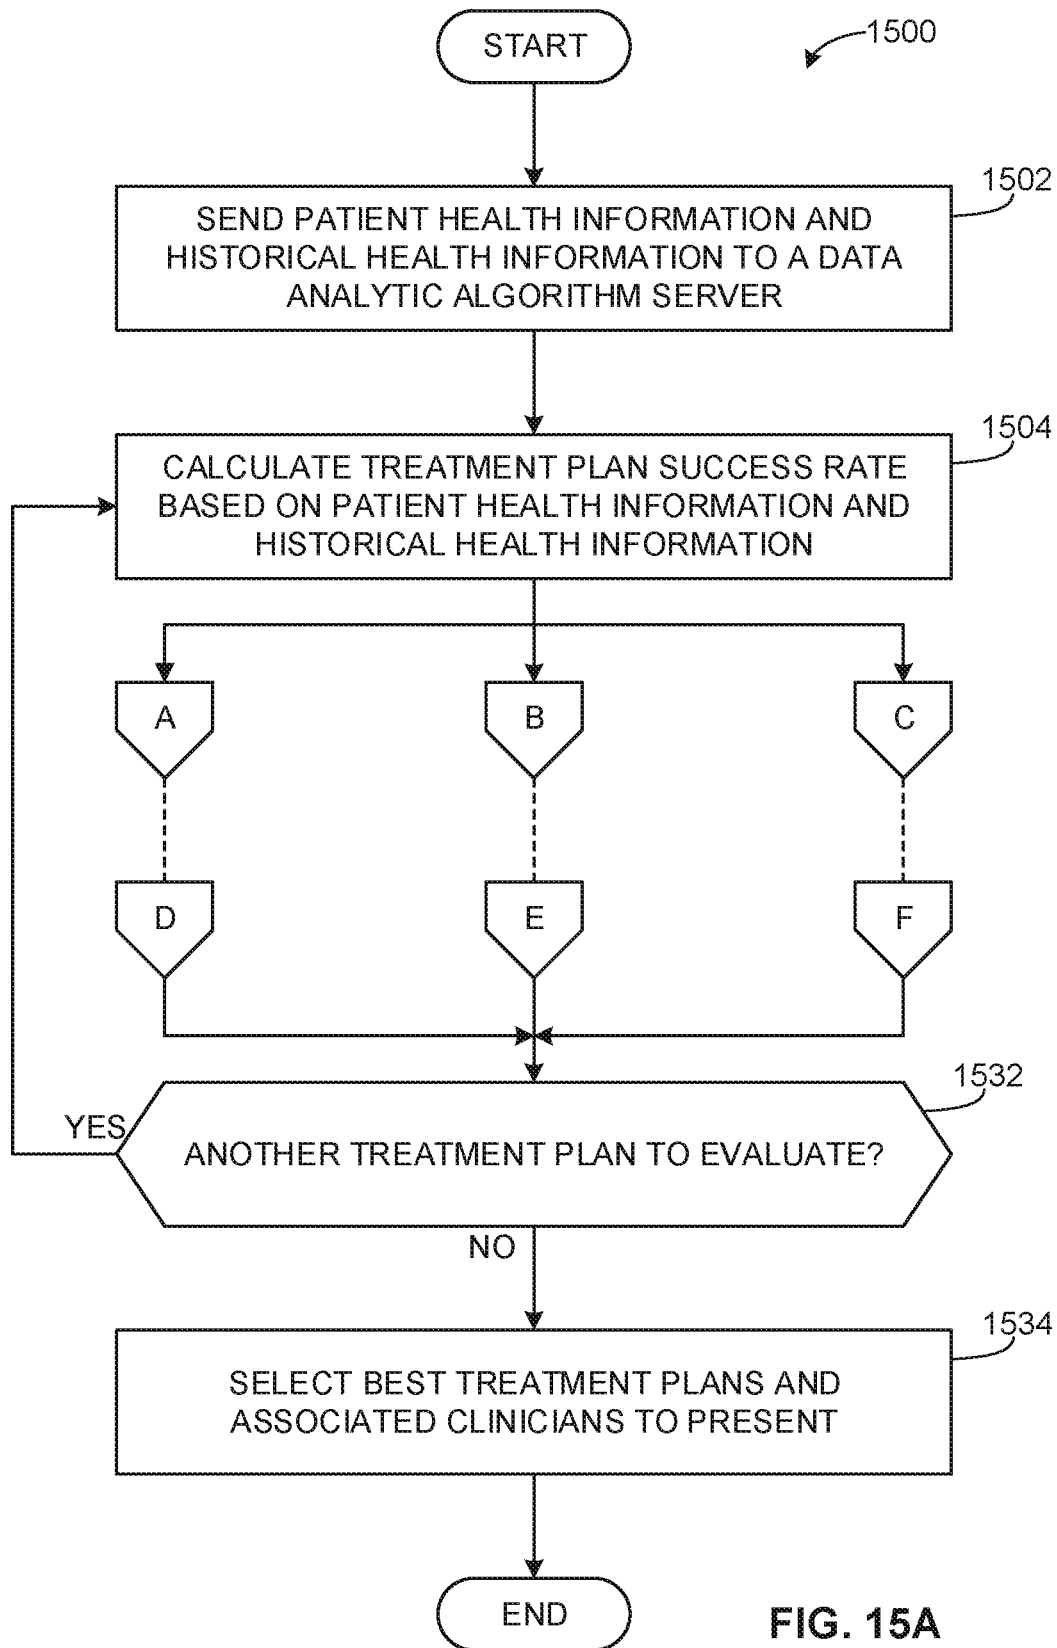 START
1500
1502
SEND PATIENT HEALTH INFORMATION AND
HISTORICAL HEALTH INFORMATION TO A DATA
ANALYTIC ALGORITHM SERVER
1504
CALCULATE TREATMENT PLAN SUCCESS RATE
BASED ON PATIENT HEALTH INFORMATION AND
HISTORICAL HEALTH INFORMATION
A
B
C
D
E
F
1532
YES
ANOTHER TREATMENT PLAN TO EVALUATE?
NO
1534
SELECT BEST TREATMENT PLANS AND
ASSOCIATED CLINICIANS TO PRESENT
END
FIG. 15A